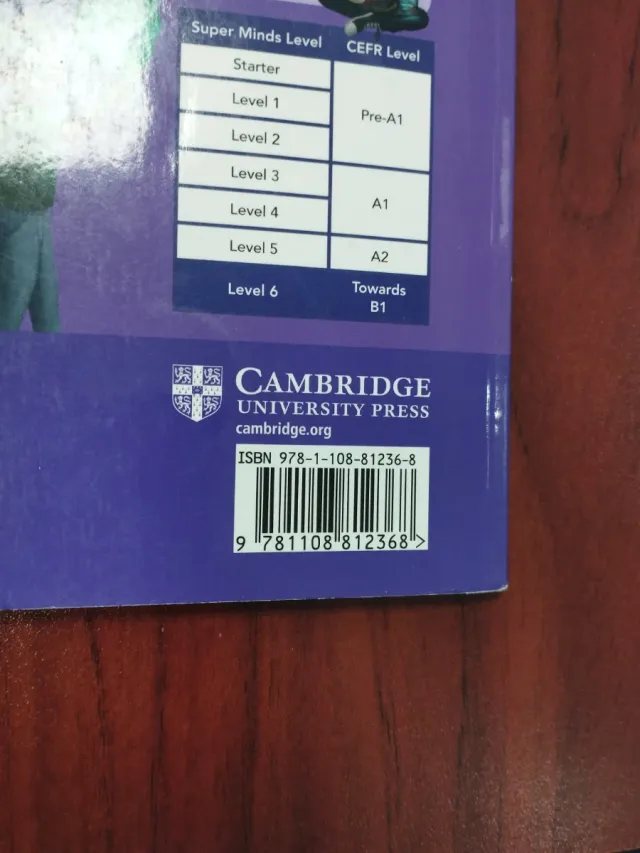 Super Minds Level CEFR Level
Starter
Level 1
Pre-A1
Level 2
Level 3
A1
Level 4
Level 5
A2
Level 6
Towards
B1
CAMBRIDGE
UNIVERSITY PRESS
cambridge.org
ISBN 978-1-108-81236-8
9 781108 812368 >